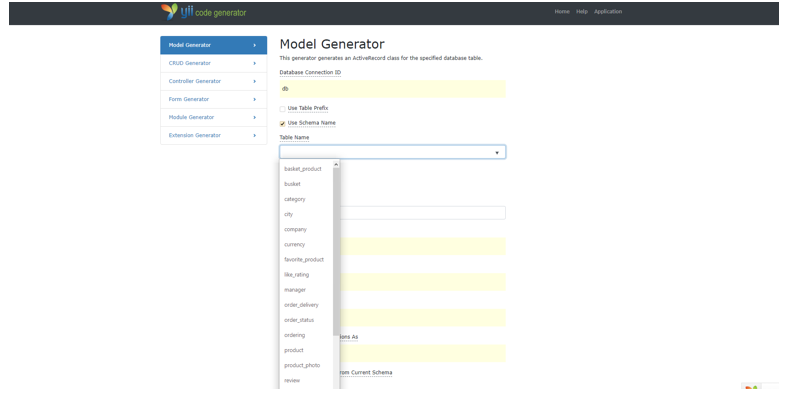 yii code generator
Home Help Application
Model Generator
CRUD Generator
Controller Generator
Form Generator
Module Generator
Extension Generator
Model Generator
This generator generates an ActiveRecord class for the specified database table.
Database Connection ID
db
Use Table Prefix
Use Schema Name
Table Name
basket_product
busket
category
city
company
currency
favorite_product
like_rating
manager
order_delivery
order_status
ordering
product
product_photo
review
ions As
rom Current Schema